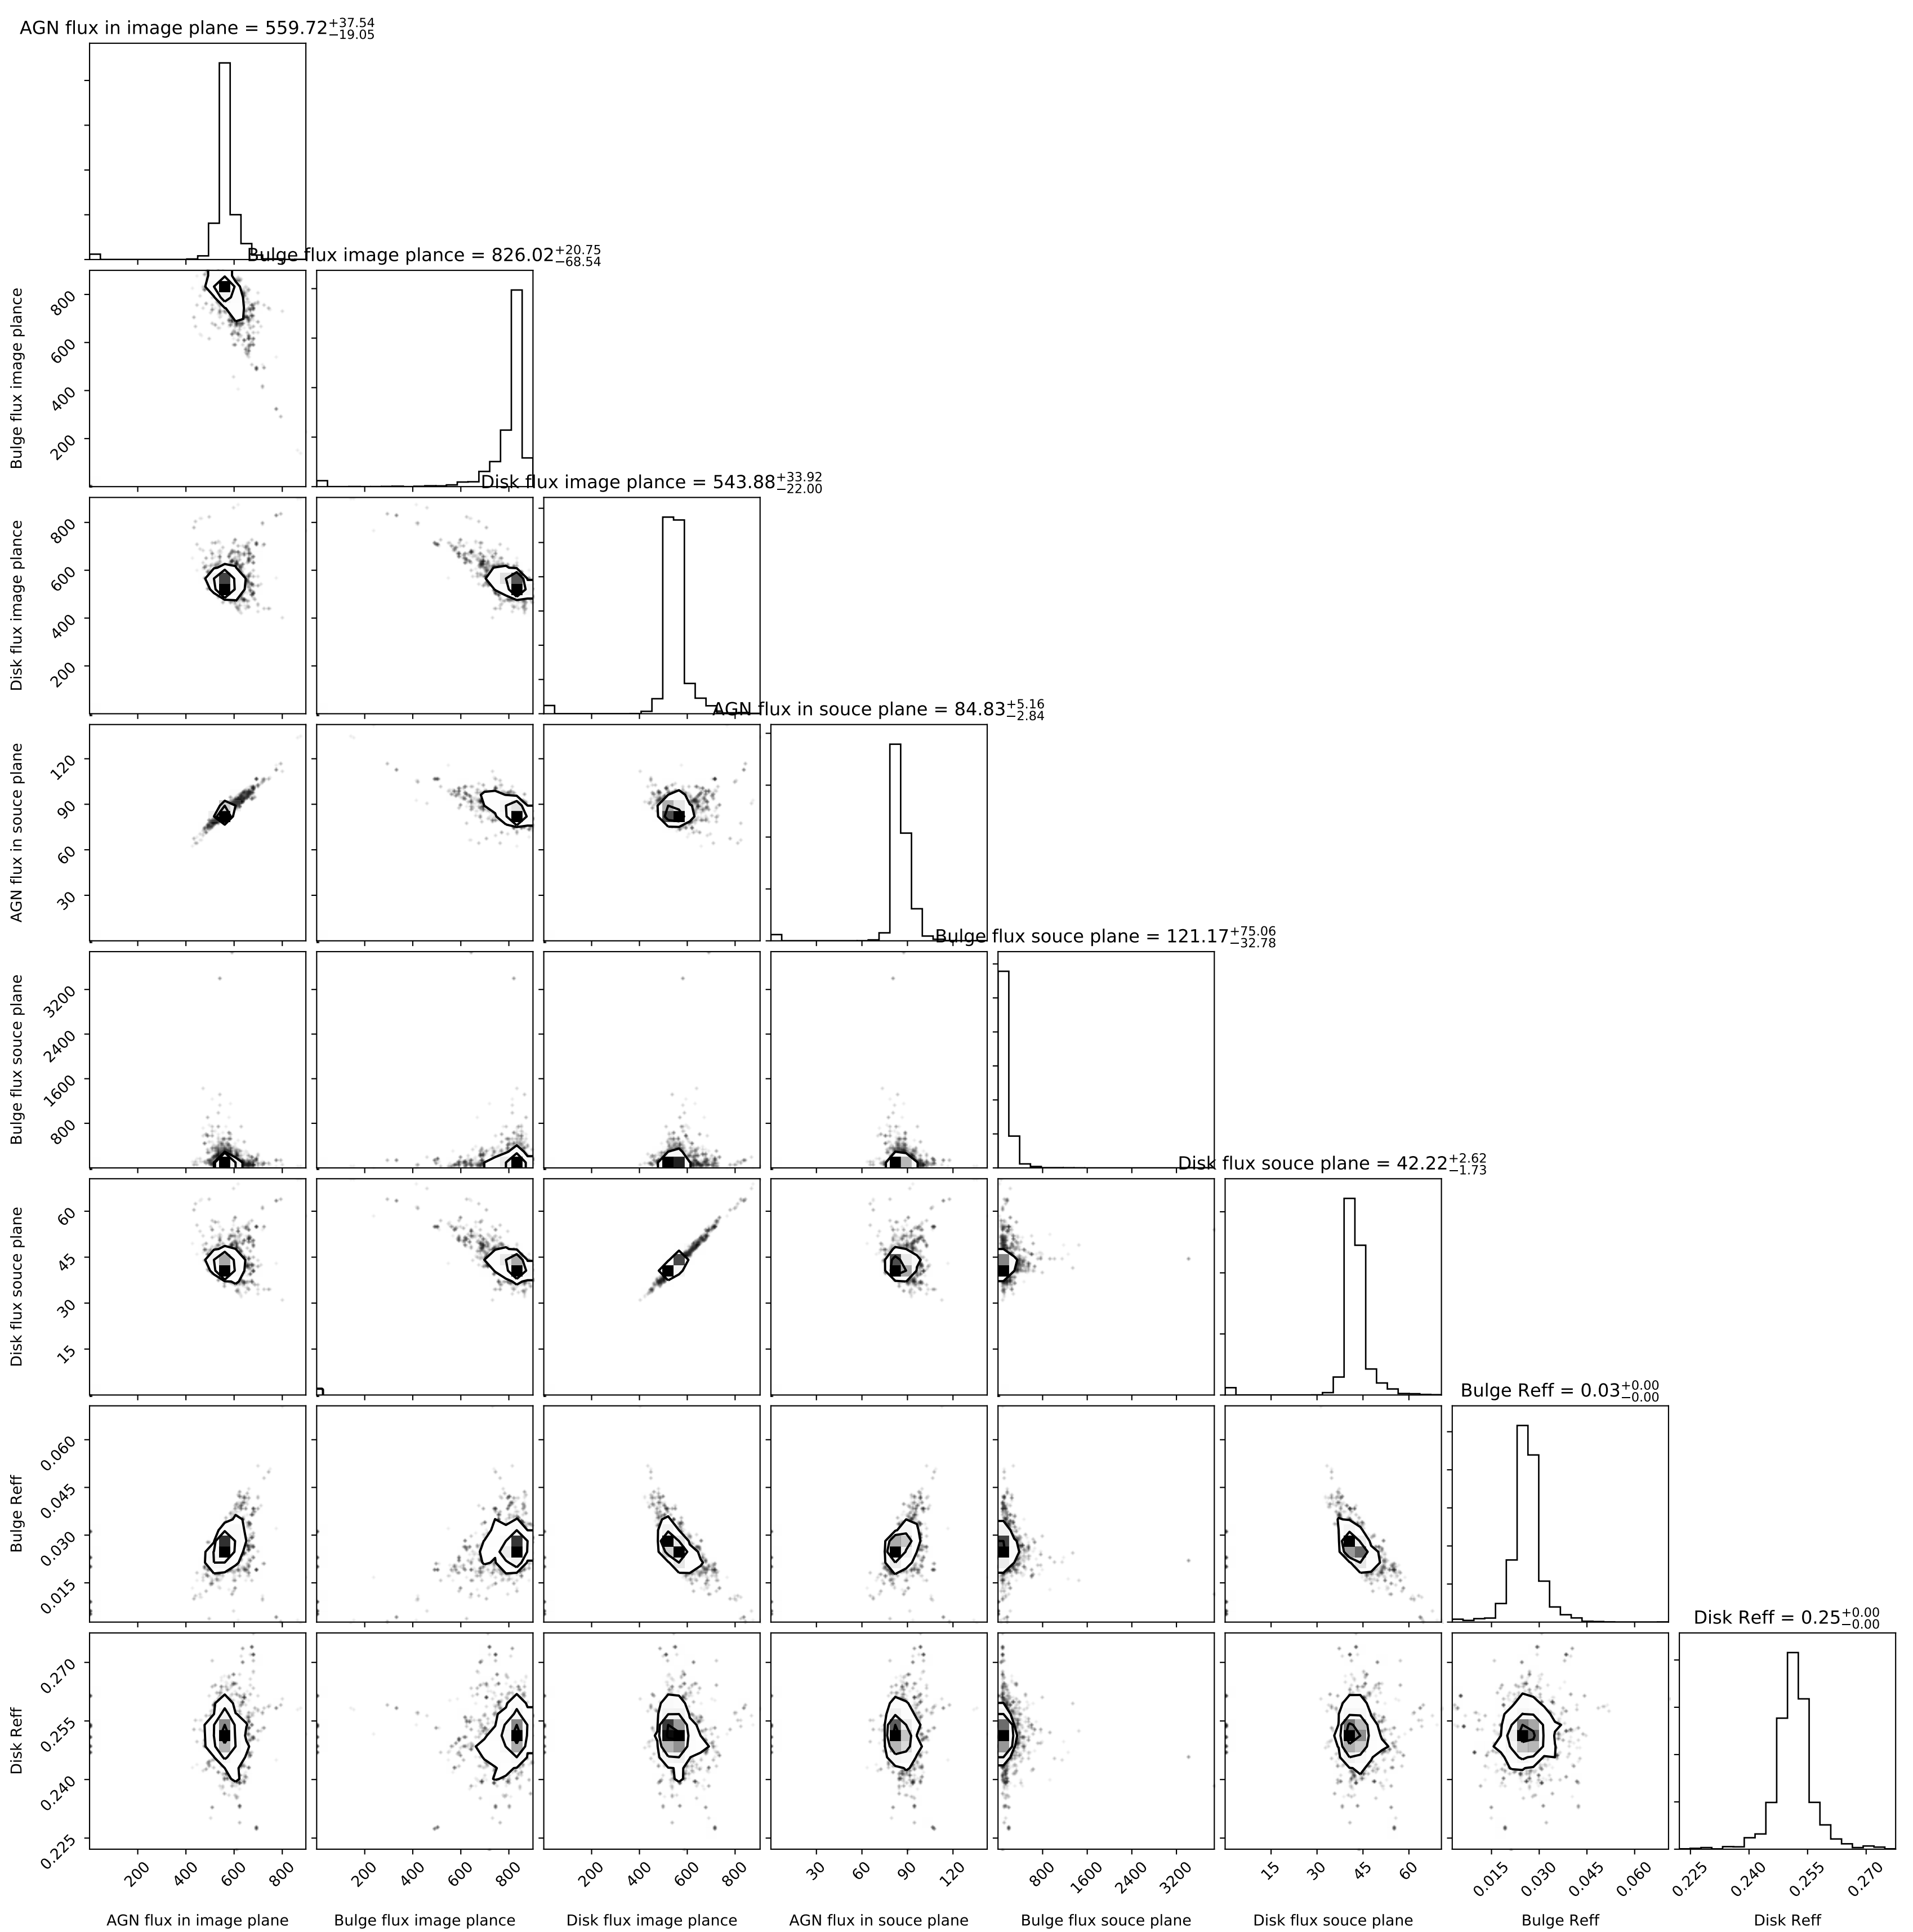 AGN flux in image plane = 559.72+37.54 −19.05
Bulge flux image plance = 826.02+20.75 −68.54
800
600
400
200
Bulge flux image plance
Disk flux image plance = 543.88+33.92 −22.00
800
600
400
200
Disk flux image plance
AGN flux in souce plane = 84.83+5.16 −2.84
120
90
60
30
AGN flux in souce plane
Bulge flux souce plane = 121.17+75.06 −32.78
3200
2400
1600
800
Bulge flux souce plane
Disk flux souce plane = 42.22+2.62 −1.73
60
45
30
15
Disk flux souce plane
Bulge Reff = 0.03+0.00 −0.00
0.060
0.045
0.030
0.015
Bulge Reff
Disk Reff = 0.25+0.00 −0.00
0.270
0.255
0.240
0.225
Disk Reff
200 400 600 800 200 400 600 800 200 400 600 800 30 60 90 120 800 1600 2400 3200 15 30 45 60 0.015 0.030 0.045 0.060 0.225 0.240 0.255 0.270
AGN flux in image plane Bulge flux image plance Disk flux image plance AGN flux in souce plane Bulge flux souce plane Disk flux souce plane Bulge Reff Disk Reff